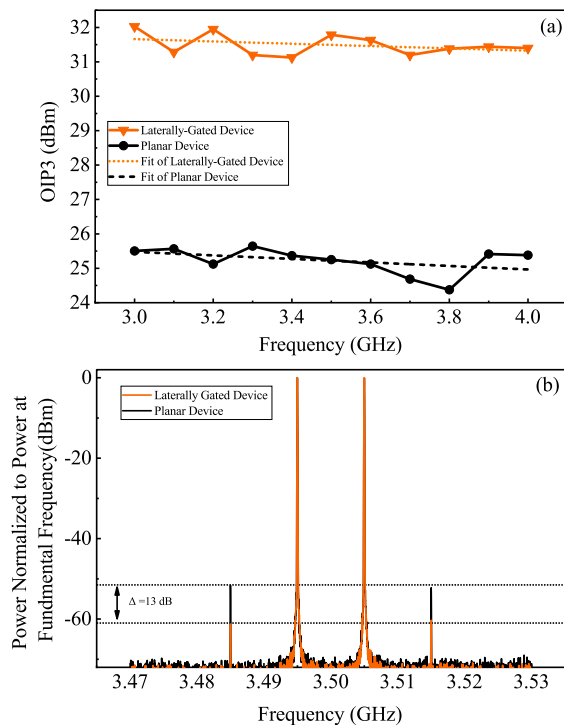 (a)
32
31
30
29
28
27
26
25
24
OIP3 (dBm)
Laterally-Gated Device
Planar Device
Fit of Laterally-Gated Device
Fit of Planar Device
3.0 3.2 3.4 3.6 3.8 4.0
Frequency (GHz)
(b)
0
-20
-40
-60
Power Normalized to Power at
Fundmental Frequency(dBm)
Laterally Gated Device
Planar Device
Δ =13 dB
3.47 3.48 3.49 3.50 3.51 3.52 3.53
Frequency (GHz)